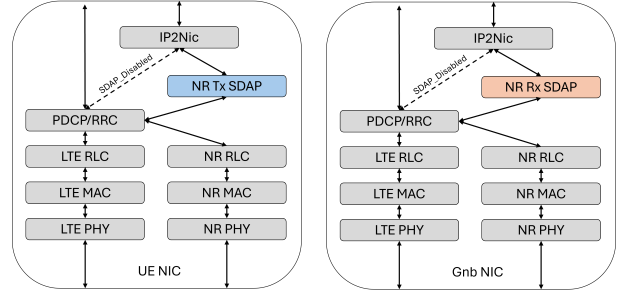 IP2Nic
SDAP_Disabled
NR Tx SDAP
PDCP/RRC
LTE RLC
NR RLC
LTE MAC
NR MAC
LTE PHY
NR PHY
UE NIC
IP2Nic
SDAP_Disabled
NR Rx SDAP
PDCP/RRC
LTE RLC
NR RLC
LTE MAC
NR MAC
LTE PHY
NR PHY
Gnb NIC